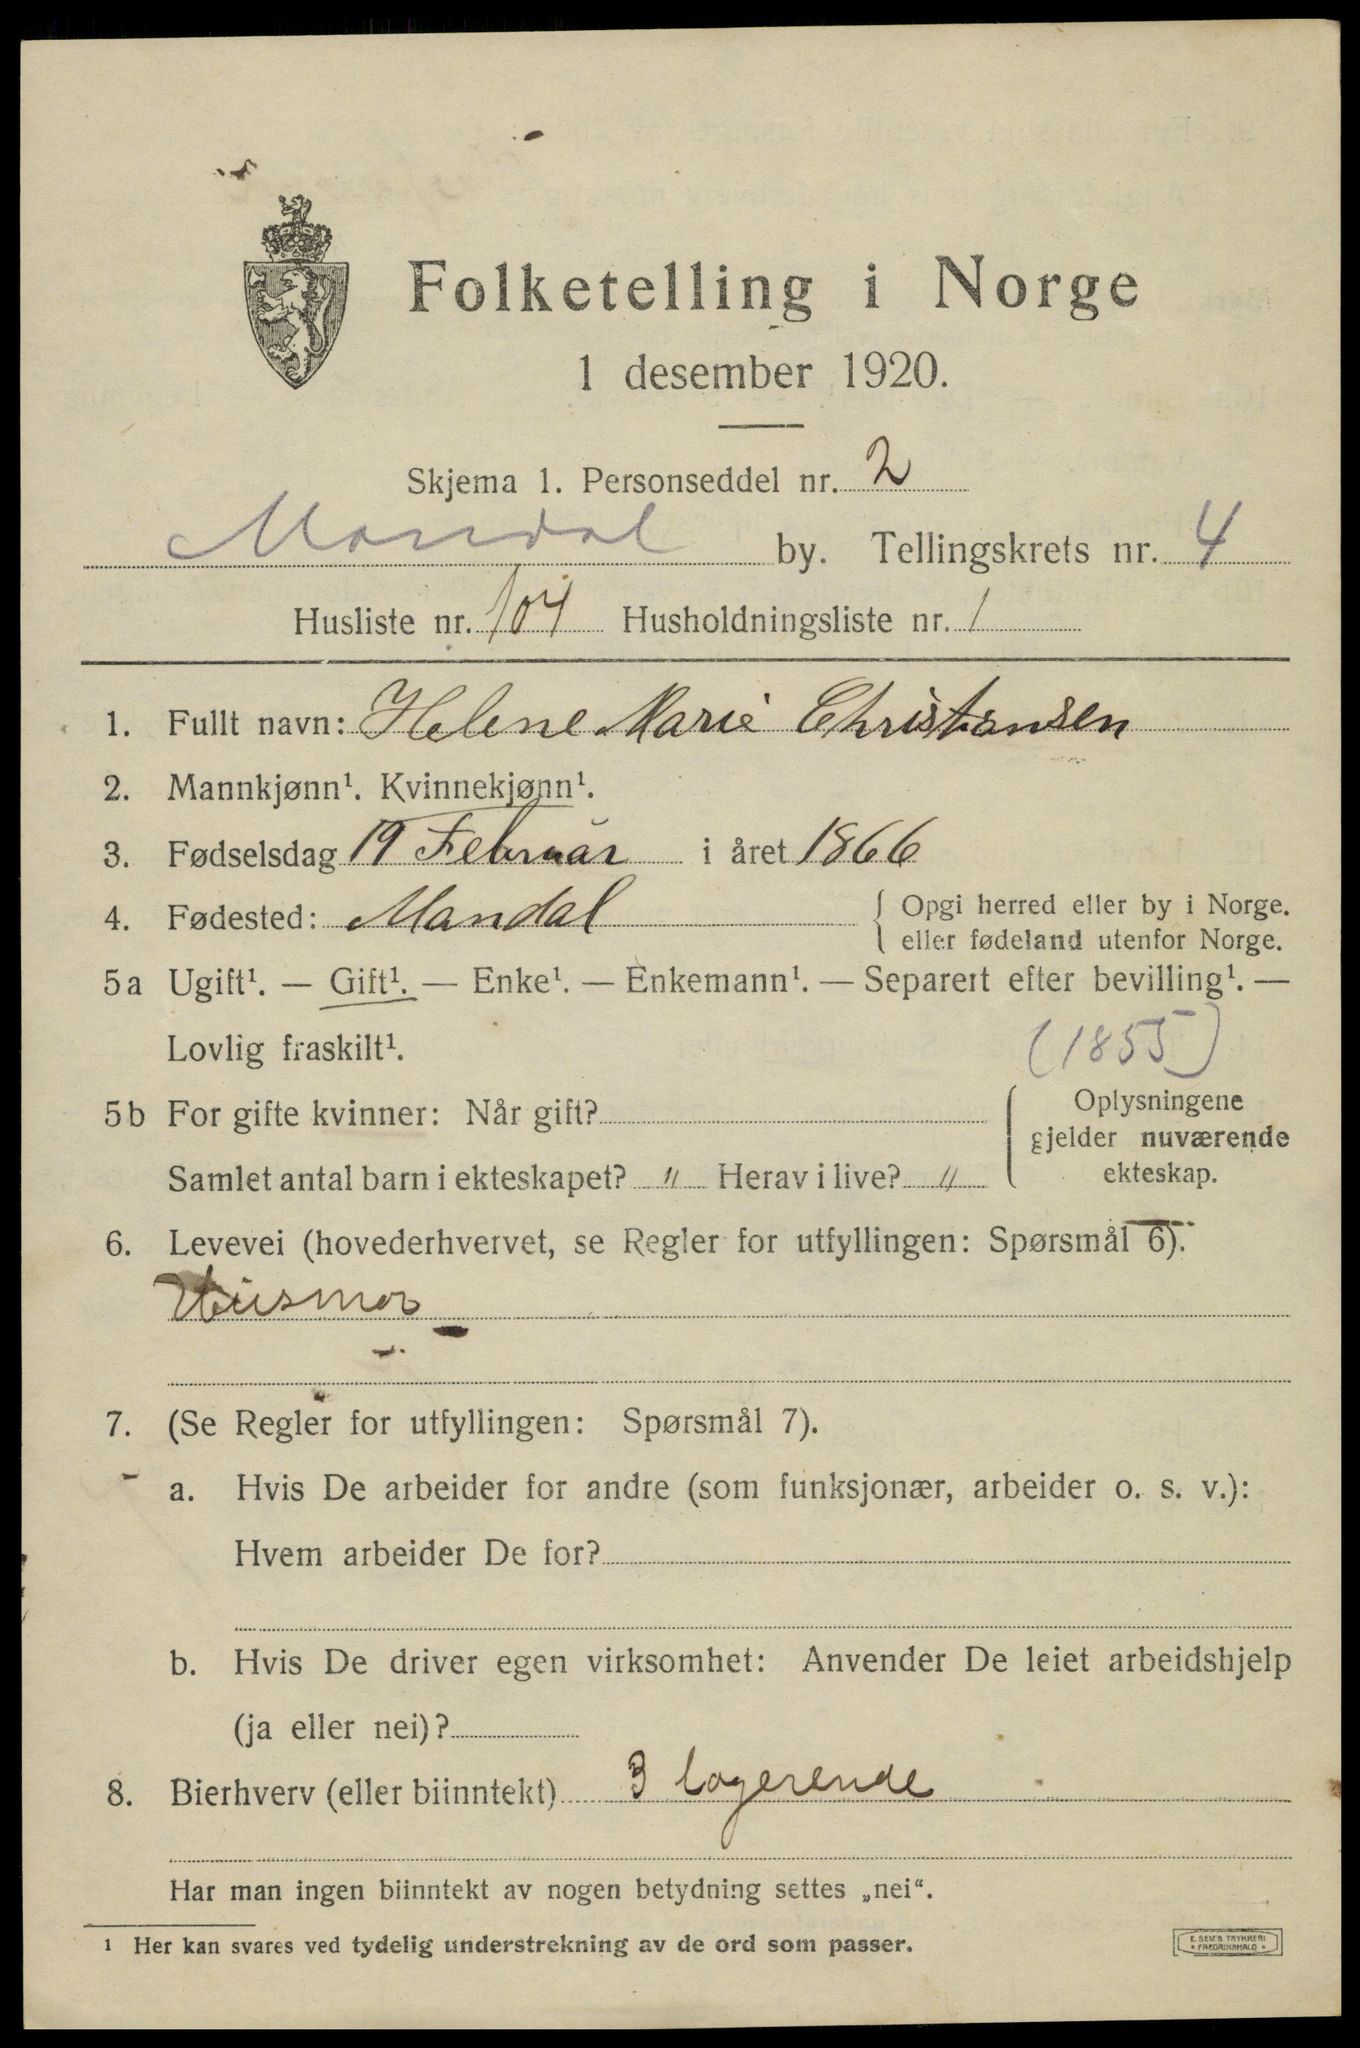 Folketelling i Norge
1 desember 1920.
Skjema 1. Personseddel nr. 2
Mandal by. Tellingskrets nr. 4
Husliste nr. 104 Husholdningsliste nr. 1
1. Fullt navn: Helene Marie Christansen
2. Mannkjønn¹. Kvinnekjønn¹.
3. Fødselsdag 19 Februar i året 1866
4. Fødested: Mandal { Opgi herred eller by i Norge.
eller fødeland utenfor Norge.
5a Ugift¹. — Gift¹. — Enke¹. — Enkemann¹. — Separert efter bevilling¹. —
Lovlig fraskilt¹. (1855)
5b For gifte kvinner: Når gift? Oplysningene
gjelder nuværende
Samlet antal barn i ekteskapet? " Herav i live? " ekteskap.
6. Levevei (hovederhvervet, se Regler for utfyllingen: Spørsmål 6).
Husmor
7. (Se Regler for utfyllingen: Spørsmål 7).
a. Hvis De arbeider for andre (som funksjonær, arbeider o. s. v.):
Hvem arbeider De for?
b. Hvis De driver egen virksomhet: Anvender De leiet arbeidshjelp
(ja eller nei)?
8. Bierhverv (eller biinntekt) 3 logerende
Har man ingen biinntekt av nogen betydning settes „nei“.
¹ Her kan svares ved tydelig understrekning av de ord som passer.
E. SEM'S TRYKKERI
• FREDRIKSHALD •